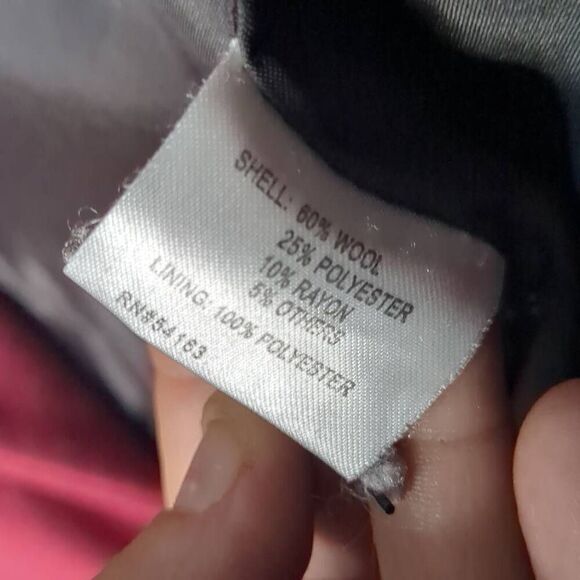 SHELL: 60% WOOL
25% POLYESTER
10% RAYON
5% OTHERS
LINING: 100% POLYESTER
RN#54163